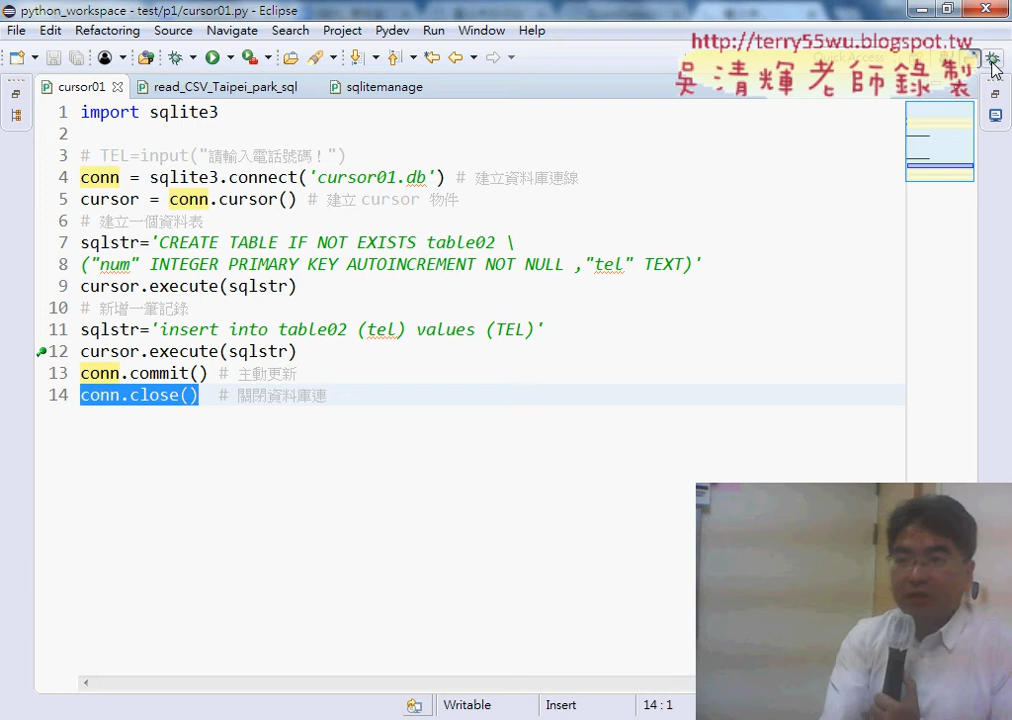 python_workspace - test/p1/cursor01.py - Eclipse
File Edit Refactoring Source Navigate Search Project Pydev Run Window Help
http://terry55wu.blogspot.tw
Quick Access
吳清輝老師錄製
cursor01 read_CSV_Taipei_park_sql sqlitemanage
1 import sqlite3
2
3 # TEL=input("請輸入電話號碼！")
4 conn = sqlite3.connect('cursor01.db') # 建立資料庫連線
5 cursor = conn.cursor() # 建立 cursor 物件
6 # 建立一個資料表
7 sqlstr='CREATE TABLE IF NOT EXISTS table02 \
8 ("num" INTEGER PRIMARY KEY AUTOINCREMENT NOT NULL ,"tel" TEXT)'
9 cursor.execute(sqlstr)
10 # 新增一筆記錄
11 sqlstr='insert into table02 (tel) values (TEL)'
12 cursor.execute(sqlstr)
13 conn.commit() # 主動更新
14 conn.close() # 關閉資料庫連
Writable Insert 14 : 1